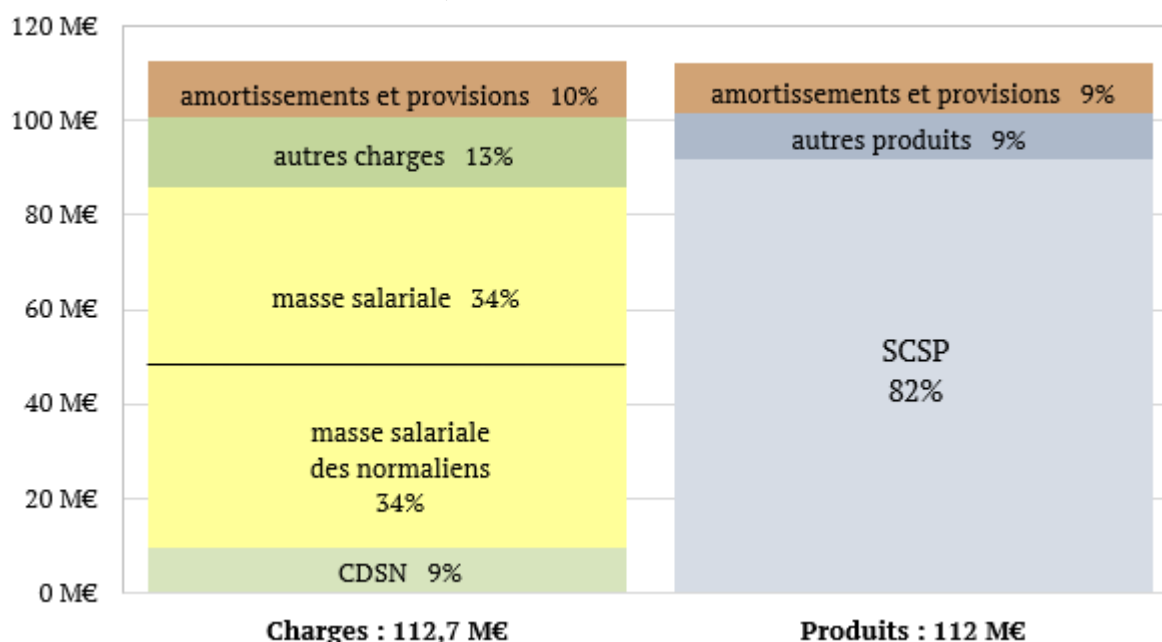 120 M€
100 M€
80 M€
60 M€
40 M€
20 M€
0 M€
amortissements et provisions 10%
autres charges 13%
masse salariale 34%
masse salariale
des normaliens
34%
CDSN 9%
Charges : 112,7 M€
amortissements et provisions 9%
autres produits 9%
SCSP
82%
Produits : 112 M€